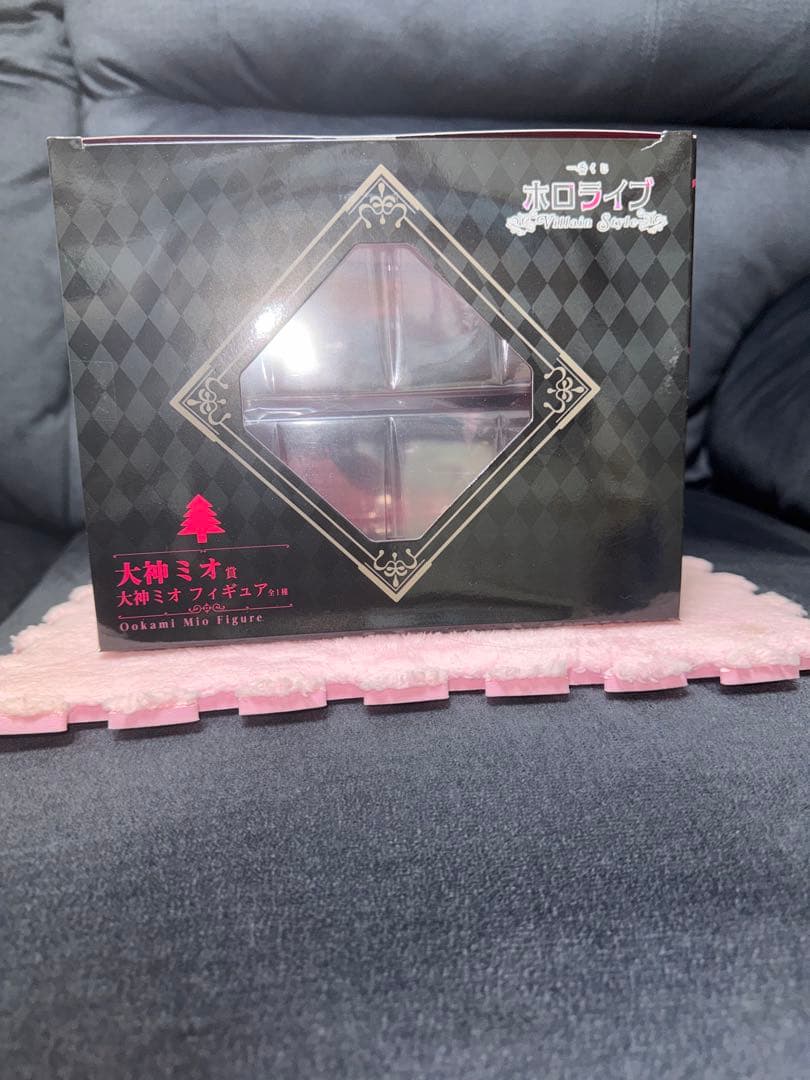 一番くじ
ホロライブ
Villain Style
大神ミオ賞
大神ミオ フィギュア 全1種
Ookami Mio Figure